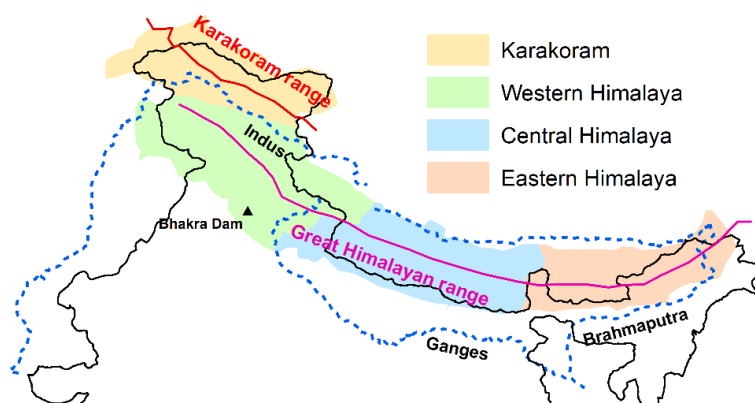 Karakoram range
Karakoram
Western Himalaya
Central Himalaya
Eastern Himalaya
Indus
Bhakra Dam
Great Himalayan range
Ganges
Brahmaputra